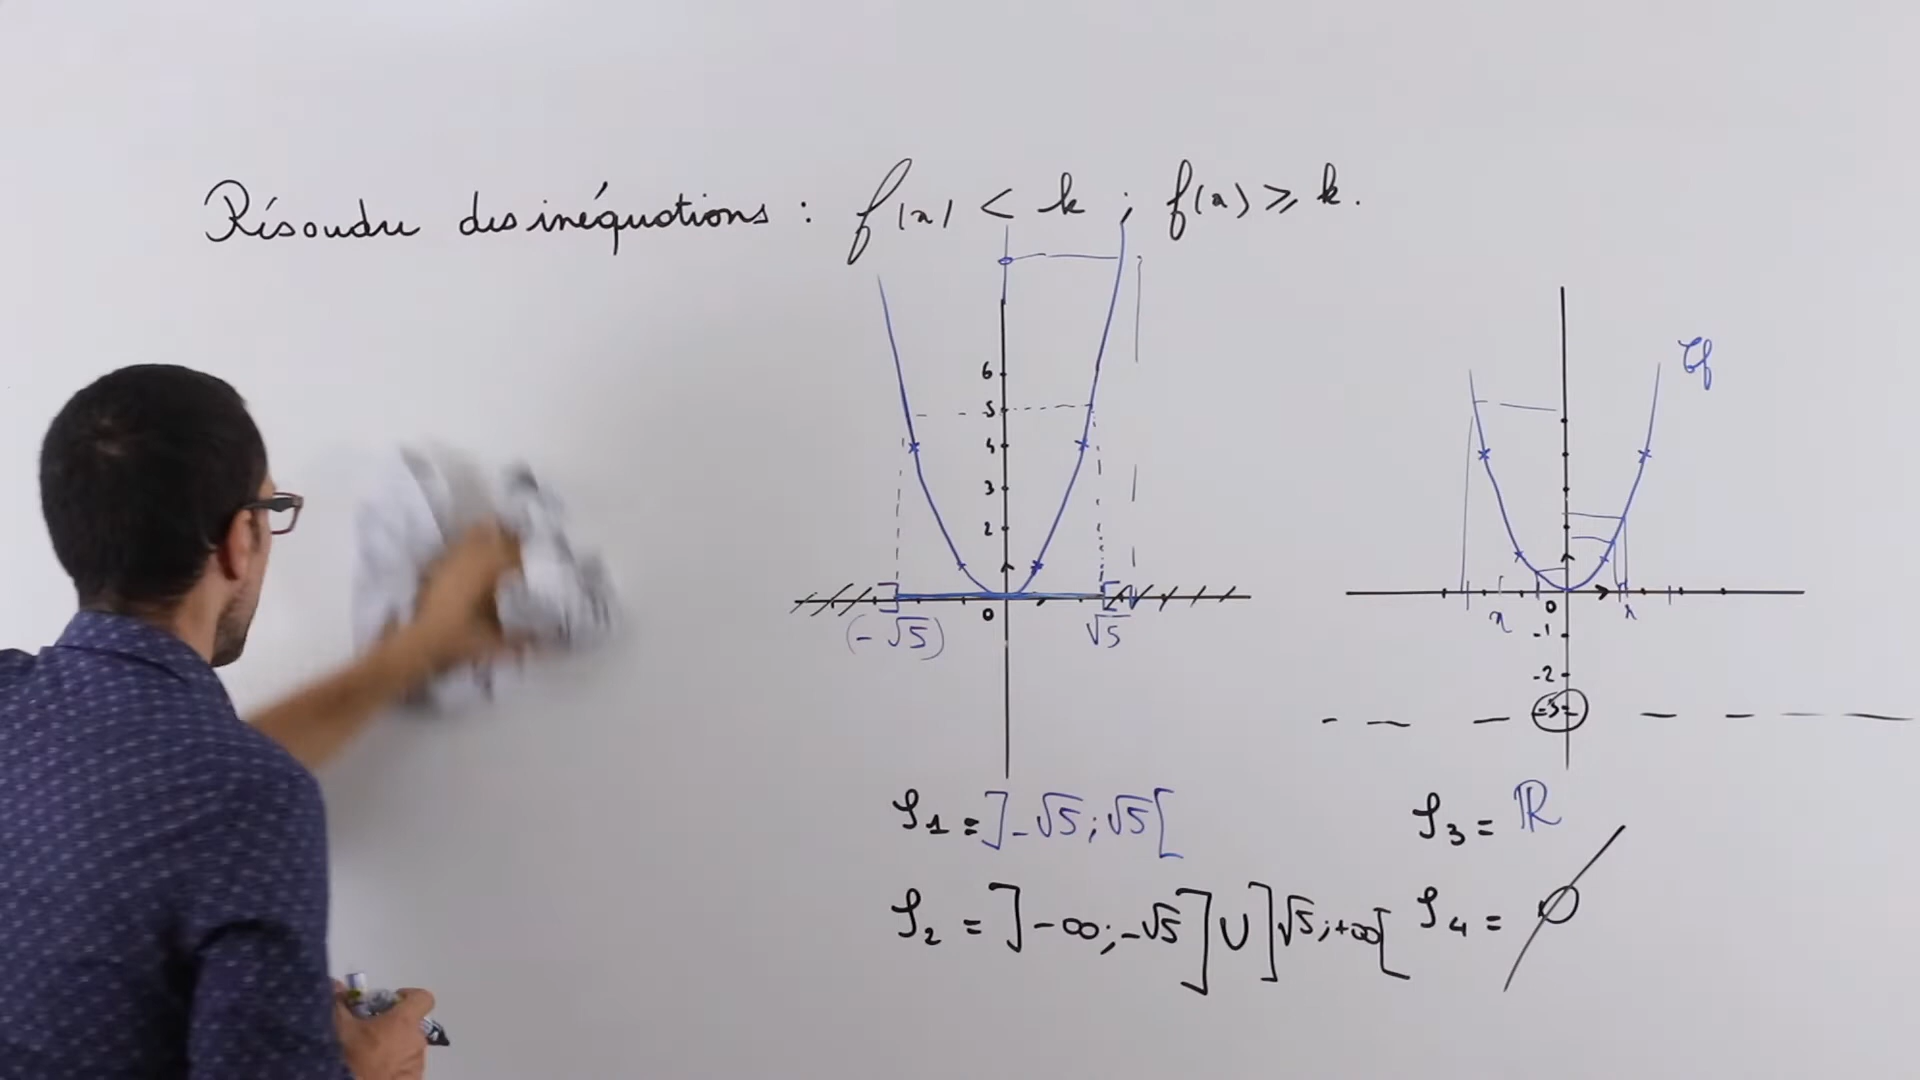 Résoudre des inéquations : f(x) < k ; f(x) ⩾ k.
6
5
4
3
2
0
(-√5)
√5
𝒞f
0
x
x
-1
-2
-3
𝒮1 = ]-√5 ; √5[
𝒮3 = ℝ
𝒮2 = ]-∞ ; -√5] ∪ ]√5 ; +∞[
𝒮4 = ∅